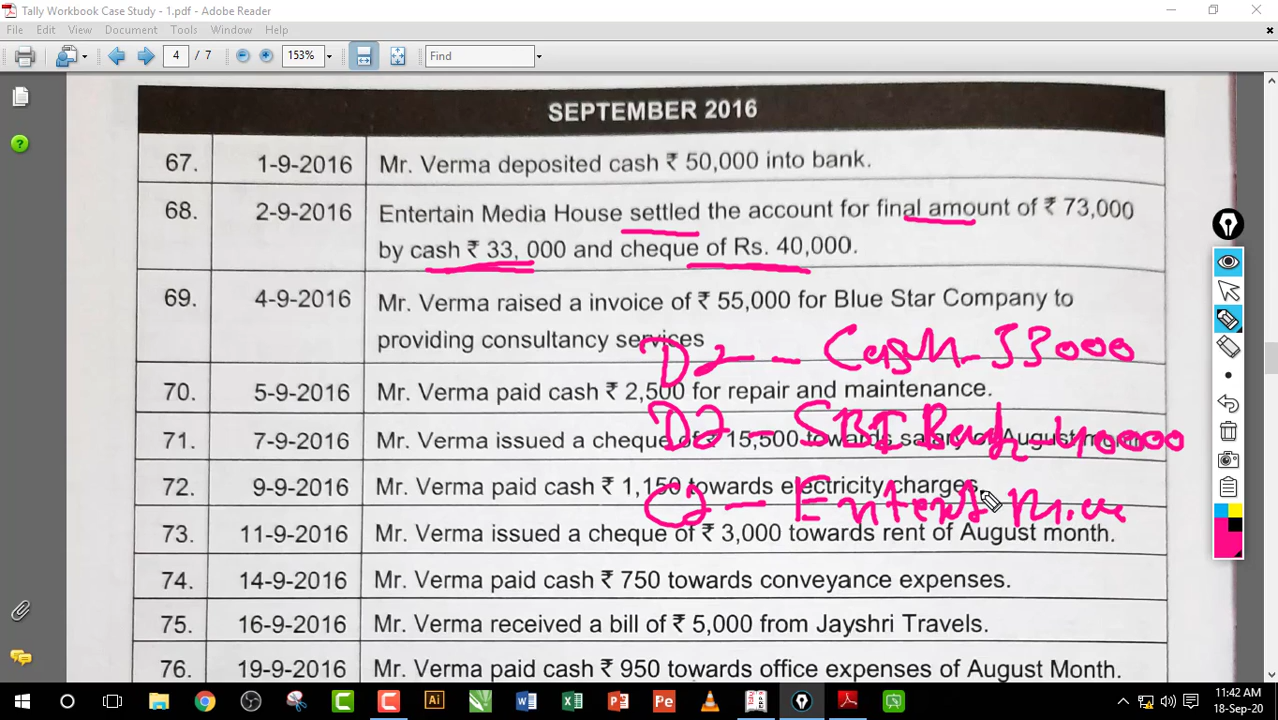 Tally Workbook Case Study - 1.pdf - Adobe Reader
File Edit View Document Tools Window Help
4 / 7 153% Find
SEPTEMBER 2016
67. 1-9-2016 Mr. Verma deposited cash ₹ 50,000 into bank.
68. 2-9-2016 Entertain Media House settled the account for final amount of ₹ 73,000
by cash ₹ 33, 000 and cheque of Rs. 40,000.
69. 4-9-2016 Mr. Verma raised a invoice of ₹ 55,000 for Blue Star Company to
providing consultancy services
Cash 33000
70. 5-9-2016 Mr. Verma paid cash ₹ 2,500 for repair and maintenance.
SBI Bank - 40000
71. 7-9-2016 Mr. Verma issued a cheque of ₹ 15,500 towards salary of August month.
72. 9-9-2016 Mr. Verma paid cash ₹ 1,150 towards electricity charges.
73. 11-9-2016 Mr. Verma issued a cheque of ₹ 3,000 towards rent of August month.
74. 14-9-2016 Mr. Verma paid cash ₹ 750 towards conveyance expenses.
75. 16-9-2016 Mr. Verma received a bill of ₹ 5,000 from Jayshri Travels.
76. 19-9-2016 Mr. Verma paid cash ₹ 950 towards office expenses of August Month.
11:42 AM
18-Sep-20